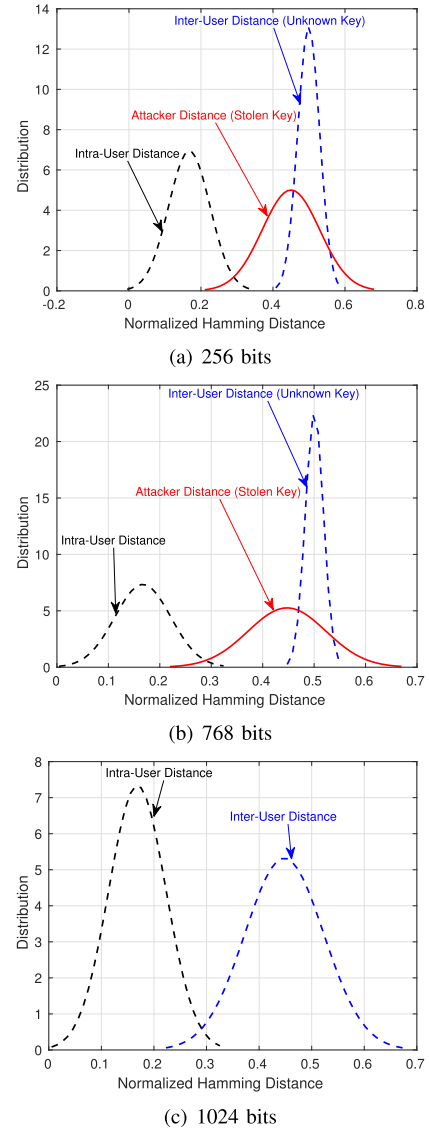 14
12
10
8
6
4
2
0
Distribution
Inter-User Distance (Unknown Key)
Attacker Distance (Stolen Key)
Intra-User Distance
-0.2 0 0.2 0.4 0.6 0.8
Normalized Hamming Distance
(a) 256 bits
25
20
15
10
5
0
Distribution
Inter-User Distance (Unknown Key)
Attacker Distance (Stolen Key)
Intra-User Distance
0 0.1 0.2 0.3 0.4 0.5 0.6 0.7
Normalized Hamming Distance
(b) 768 bits
8
7
6
5
4
3
2
1
0
Distribution
Intra-User Distance
Inter-User Distance
0 0.1 0.2 0.3 0.4 0.5 0.6 0.7
Normalized Hamming Distance
(c) 1024 bits